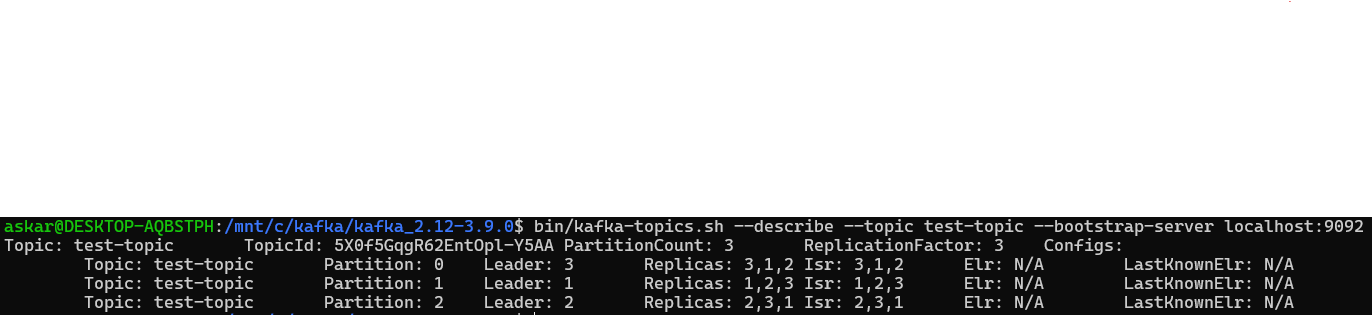 askar@DESKTOP-AQBSTPH:/mnt/c/kafka/kafka_2.12-3.9.0$ bin/kafka-topics.sh --describe --topic test-topic --bootstrap-server localhost:9092
Topic: test-topic TopicId: 5X0f5GqgR62EntOpl-Y5AA PartitionCount: 3 ReplicationFactor: 3 Configs:
Topic: test-topic Partition: 0 Leader: 3 Replicas: 3,1,2 Isr: 3,1,2 Elr: N/A LastKnownElr: N/A
Topic: test-topic Partition: 1 Leader: 1 Replicas: 1,2,3 Isr: 1,2,3 Elr: N/A LastKnownElr: N/A
Topic: test-topic Partition: 2 Leader: 2 Replicas: 2,3,1 Isr: 2,3,1 Elr: N/A LastKnownElr: N/A